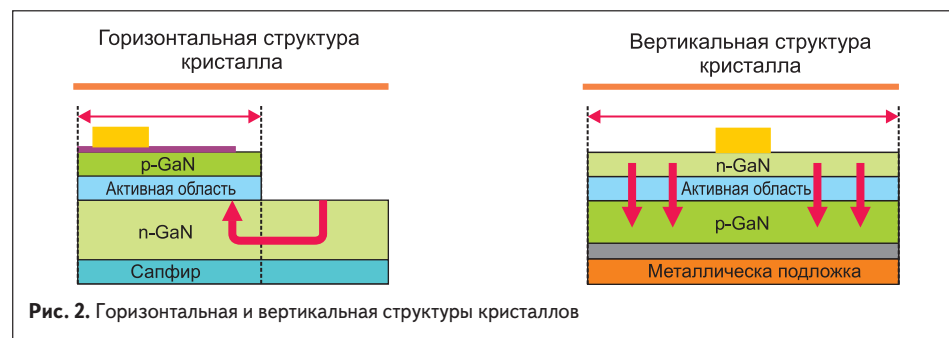 Горизонтальная структура
кристалла
p-GaN
Активная область
n-GaN
Сапфир
Вертикальная структура
кристалла
n-GaN
Активная область
p-GaN
Металлическа подложка
Рис. 2. Горизонтальная и вертикальная структуры кристаллов